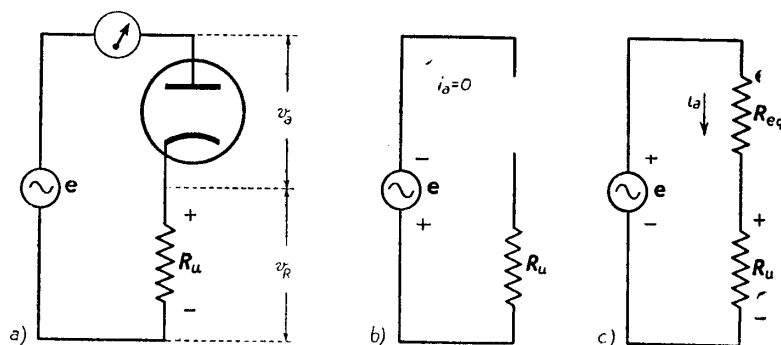 e
v_a
+
R_u
v_R
−
a)
i_a=0
−
e
+
R_u
b)
+
e
−
i_a
R_eq
+
R_u
−
c)